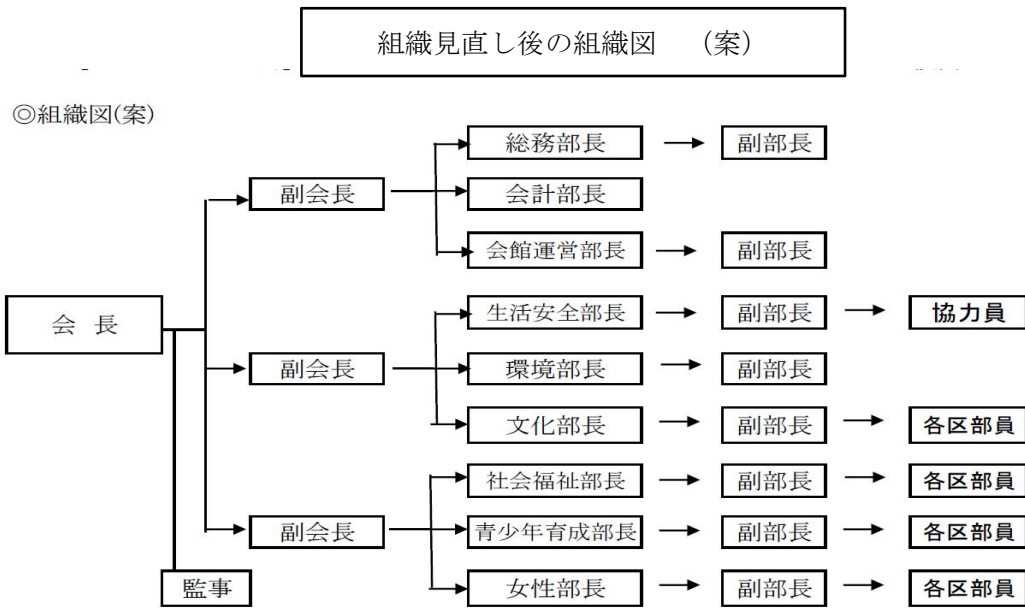 組織見直し後の組織図 (案)
◎組織図(案)
総務部長 副部長
副会長 会計部長
会館運営部長 副部長
会 長
生活安全部長 副部長 協力員
副会長 環境部長 副部長
文化部長 副部長 各区部員
社会福祉部長 副部長 各区部員
副会長 青少年育成部長 副部長 各区部員
監事
女性部長 副部長 各区部員